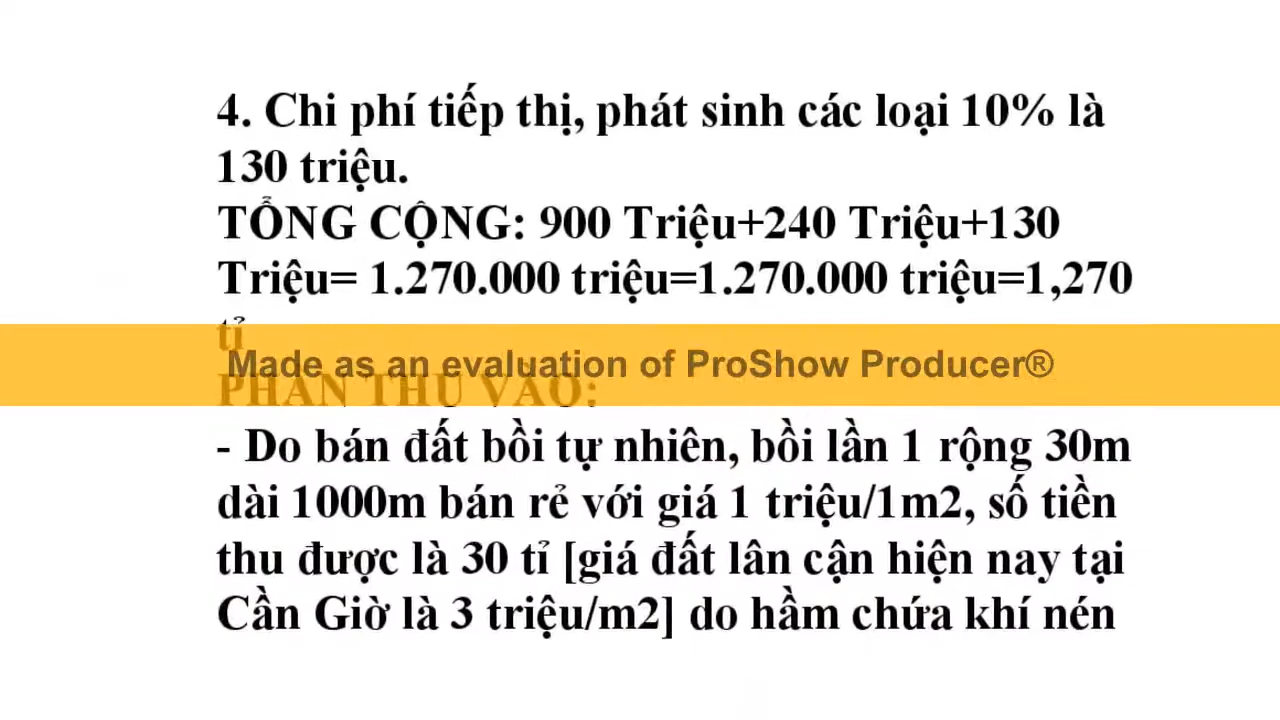 4. Chi phí tiếp thị, phát sinh các loại 10% là
130 triệu.
TỔNG CỘNG: 900 Triệu+240 Triệu+130
Triệu= 1.270.000 triệu=1.270.000 triệu=1,270
tỉ
Made as an evaluation of ProShow Producer®
PHẦN THU VÀO:
- Do bán đất bồi tự nhiên, bồi lần 1 rộng 30m
dài 1000m bán rẻ với giá 1 triệu/1m2, số tiền
thu được là 30 tỉ [giá đất lân cận hiện nay tại
Cần Giờ là 3 triệu/m2] do hầm chứa khí nén